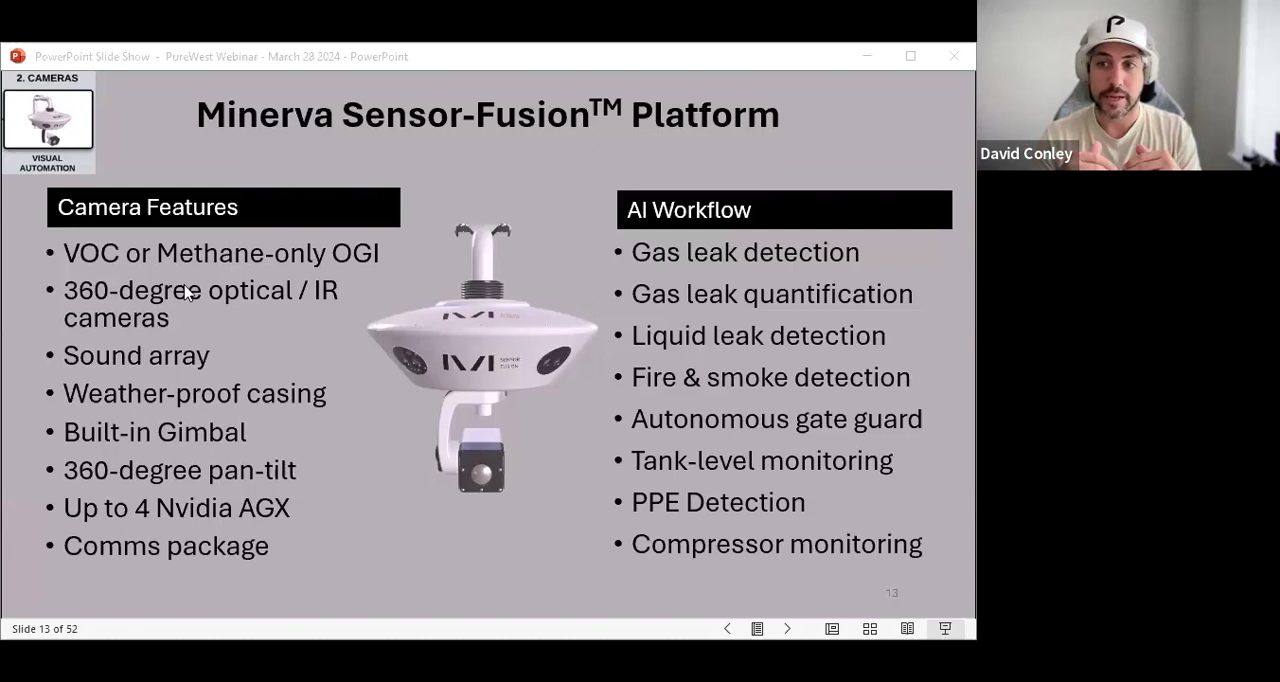 PowerPoint Slide Show - PureWest Webinar - March 28 2024 - PowerPoint
2. CAMERAS
VISUAL
AUTOMATION
Minerva Sensor-Fusion™ Platform
David Conley
Camera Features
• VOC or Methane-only OGI
• 360-degree optical / IR
cameras
• Sound array
• Weather-proof casing
• Built-in Gimbal
• 360-degree pan-tilt
• Up to 4 Nvidia AGX
• Comms package
SENSOR
FUSION
AI Workflow
• Gas leak detection
• Gas leak quantification
• Liquid leak detection
• Fire & smoke detection
• Autonomous gate guard
• Tank-level monitoring
• PPE Detection
• Compressor monitoring
13
Slide 13 of 52